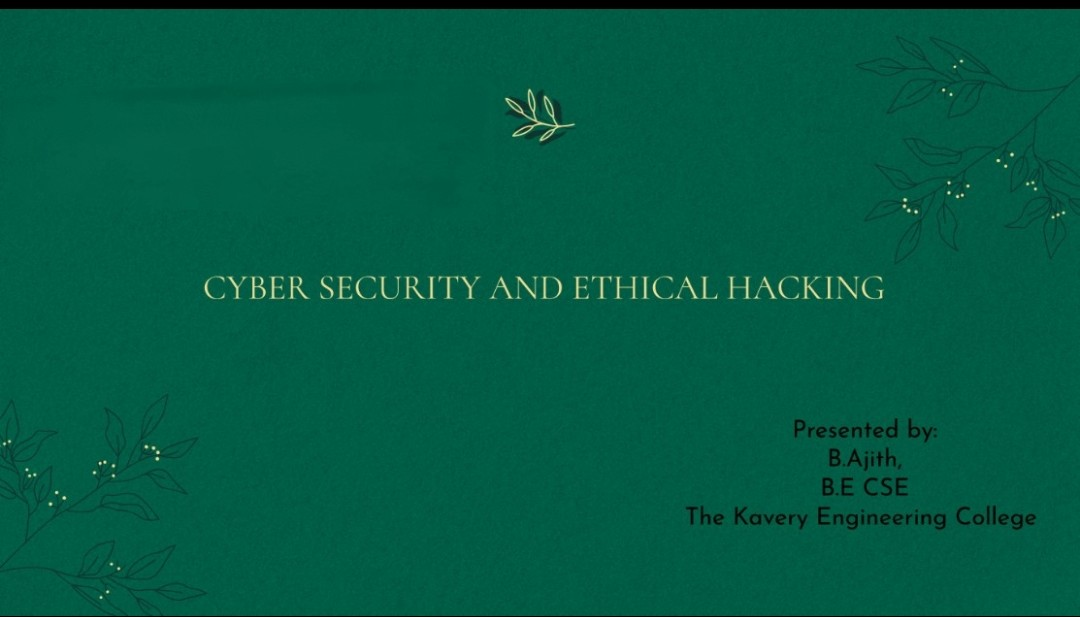 CYBER SECURITY AND ETHICAL HACKING
Presented by:
B.Ajith,
B.E CSE
The Kavery Engineering College